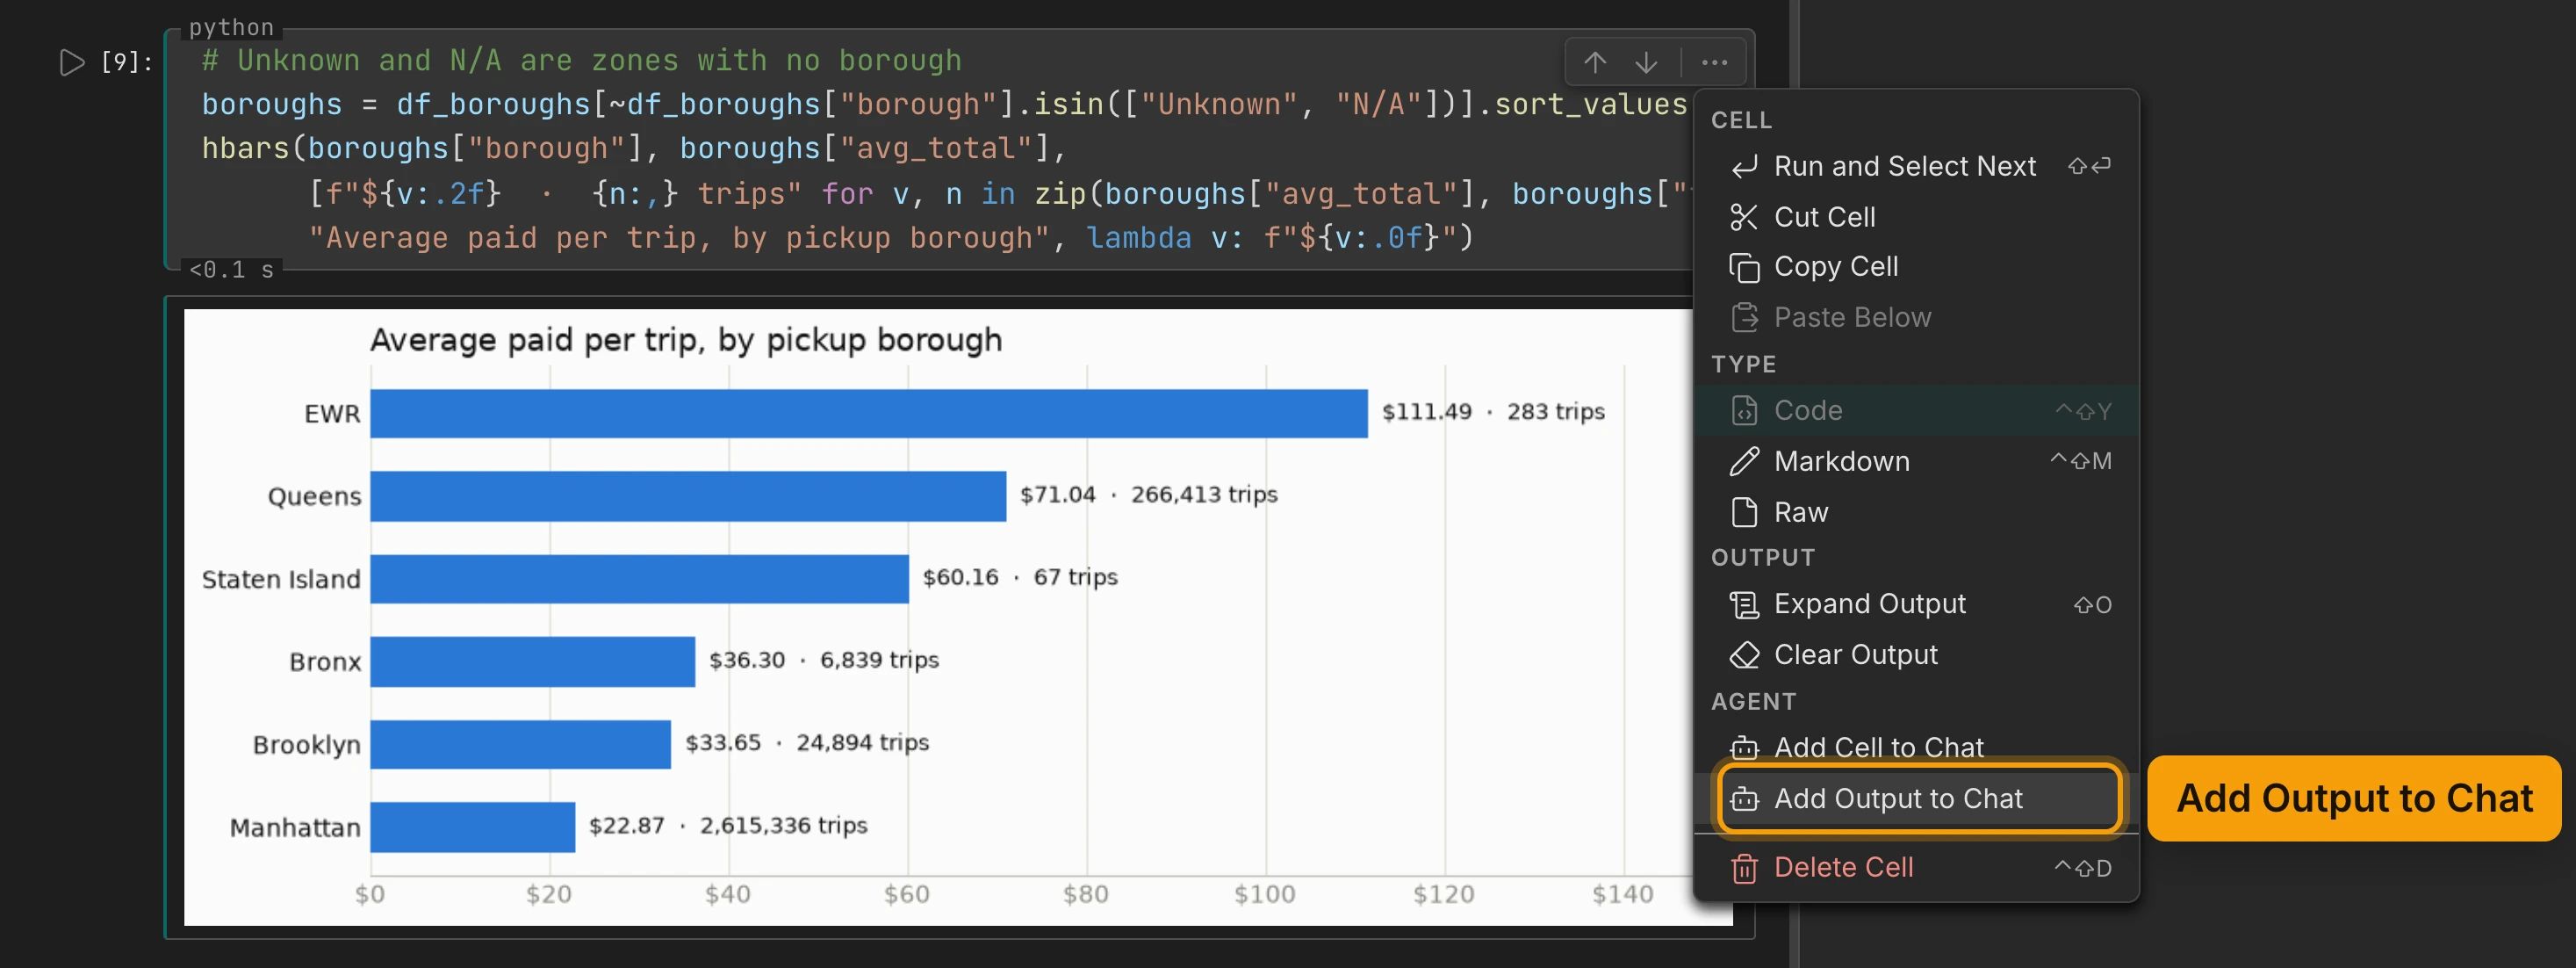 python
[9]:
# Unknown and N/A are zones with no borough
boroughs = df_boroughs[~df_boroughs["borough"].isin(["Unknown", "N/A"])].sort_values
hbars(boroughs["borough"], boroughs["avg_total"],
[f"${v:.2f}  ·  {n:,} trips" for v, n in zip(boroughs["avg_total"], boroughs["
"Average paid per trip, by pickup borough", lambda v: f"${v:.0f}")
<0.1 s
Average paid per trip, by pickup borough
EWR $111.49 · 283 trips
Queens $71.04 · 266,413 trips
Staten Island $60.16 · 67 trips
Bronx $36.30 · 6,839 trips
Brooklyn $33.65 · 24,894 trips
Manhattan $22.87 · 2,615,336 trips
$0 $20 $40 $60 $80 $100 $120 $140
CELL
Run and Select Next ⇧↵
Cut Cell
Copy Cell
Paste Below
TYPE
Code ⌃⇧Y
Markdown ⌃⇧M
Raw
OUTPUT
Expand Output ⇧O
Clear Output
AGENT
Add Cell to Chat
Add Output to Chat
Delete Cell ⌃⇧D
Add Output to Chat